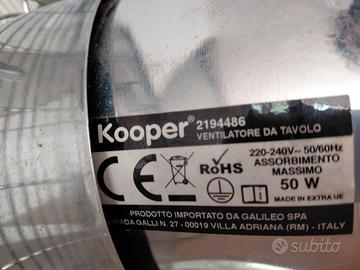 Kooper® 2194486
VENTILATORE DA TAVOLO
CE RoHS
220-240V~ 50/60Hz
ASSORBIMENTO
MASSIMO
50 W
MADE IN EXTRA UE
PRODOTTO IMPORTATO DA GALILEO SPA
STRADA GALLI N. 27 - 00019 VILLA ADRIANA (RM) - ITALY
subito